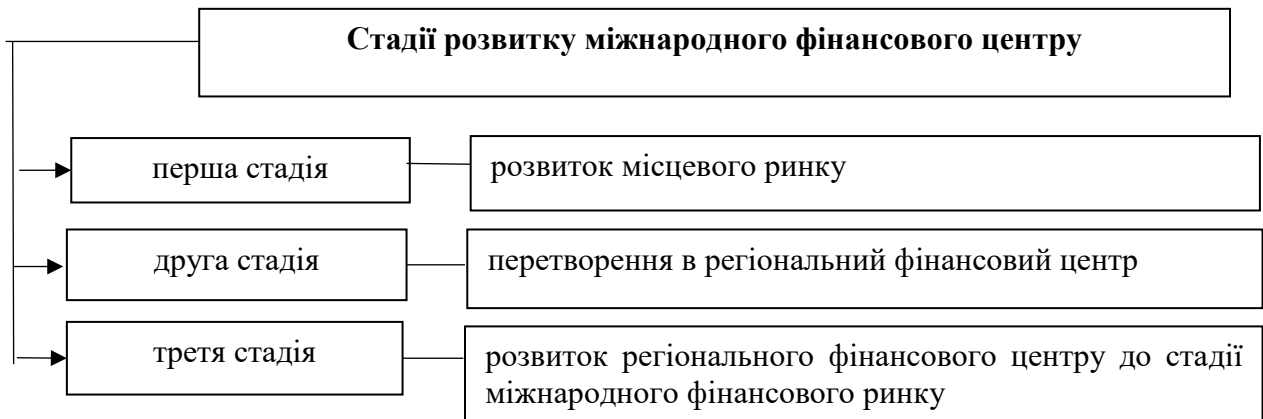 Стадії розвитку міжнародного фінансового центру
перша стадія
розвиток місцевого ринку
друга стадія
перетворення в регіональний фінансовий центр
третя стадія
розвиток регіонального фінансового центру до стадії
міжнародного фінансового ринку